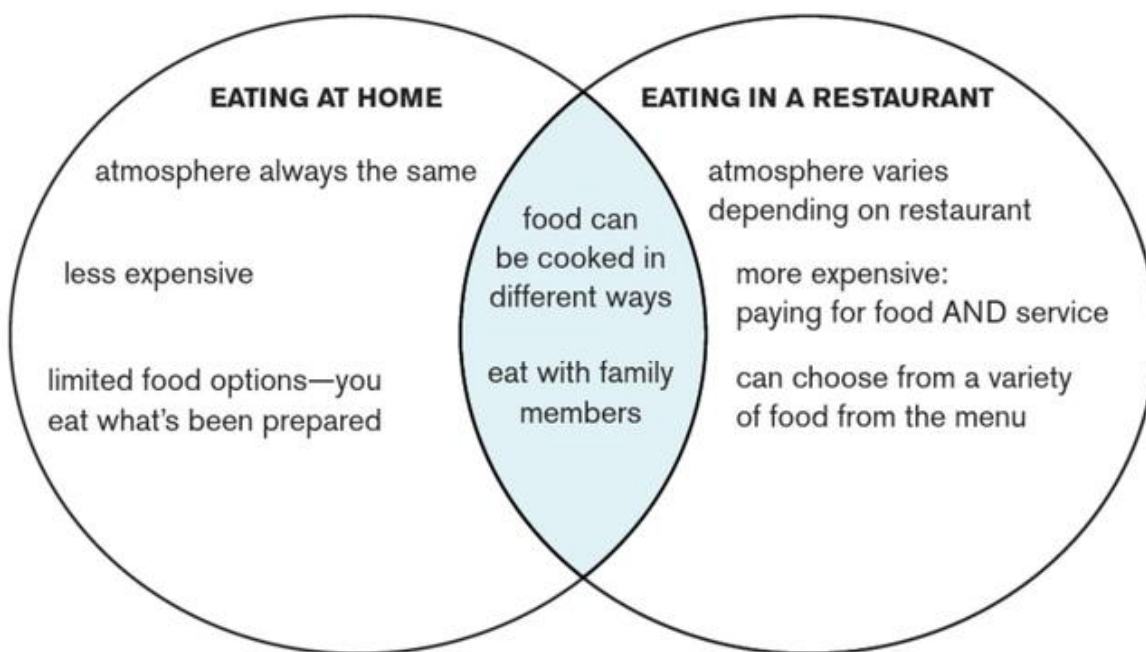 EATING AT HOME
atmosphere always the same
less expensive
limited food options—you
eat what's been prepared
food can
be cooked in
different ways
eat with family
members
EATING IN A RESTAURANT
atmosphere varies
depending on restaurant
more expensive:
paying for food AND service
can choose from a variety
of food from the menu